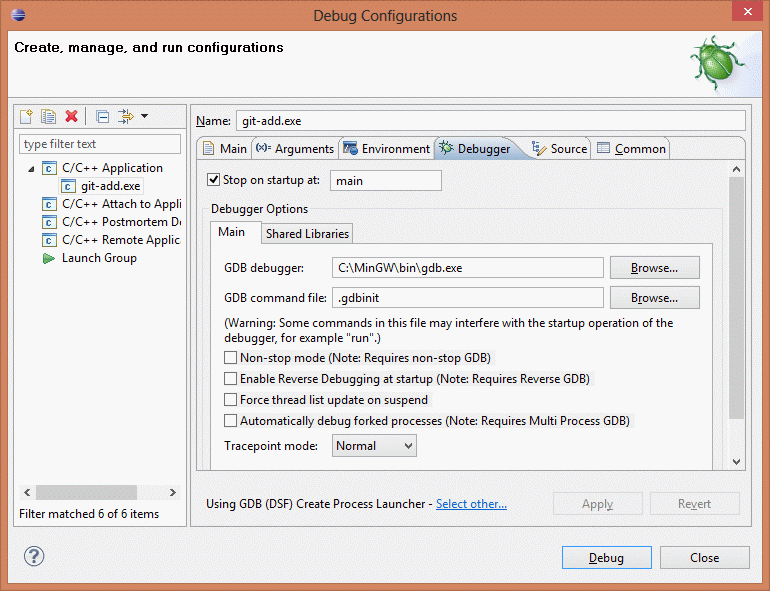 Debug Configurations
Create, manage, and run configurations
type filter text
C/C++ Application
git-add.exe
C/C++ Attach to Appli
C/C++ Postmortem De
C/C++ Remote Applic
Launch Group
Filter matched 6 of 6 items
Name: git-add.exe
Main Arguments Environment Debugger Source Common
Stop on startup at: main
Debugger Options
Main Shared Libraries
GDB debugger: C:\MinGW\bin\gdb.exe Browse...
GDB command file: .gdbinit Browse...
(Warning: Some commands in this file may interfere with the startup operation of the
debugger, for example "run".)
Non-stop mode (Note: Requires non-stop GDB)
Enable Reverse Debugging at startup (Note: Requires Reverse GDB)
Force thread list update on suspend
Automatically debug forked processes (Note: Requires Multi Process GDB)
Tracepoint mode: Normal
Using GDB (DSF) Create Process Launcher - Select other...
Apply Revert
Debug Close